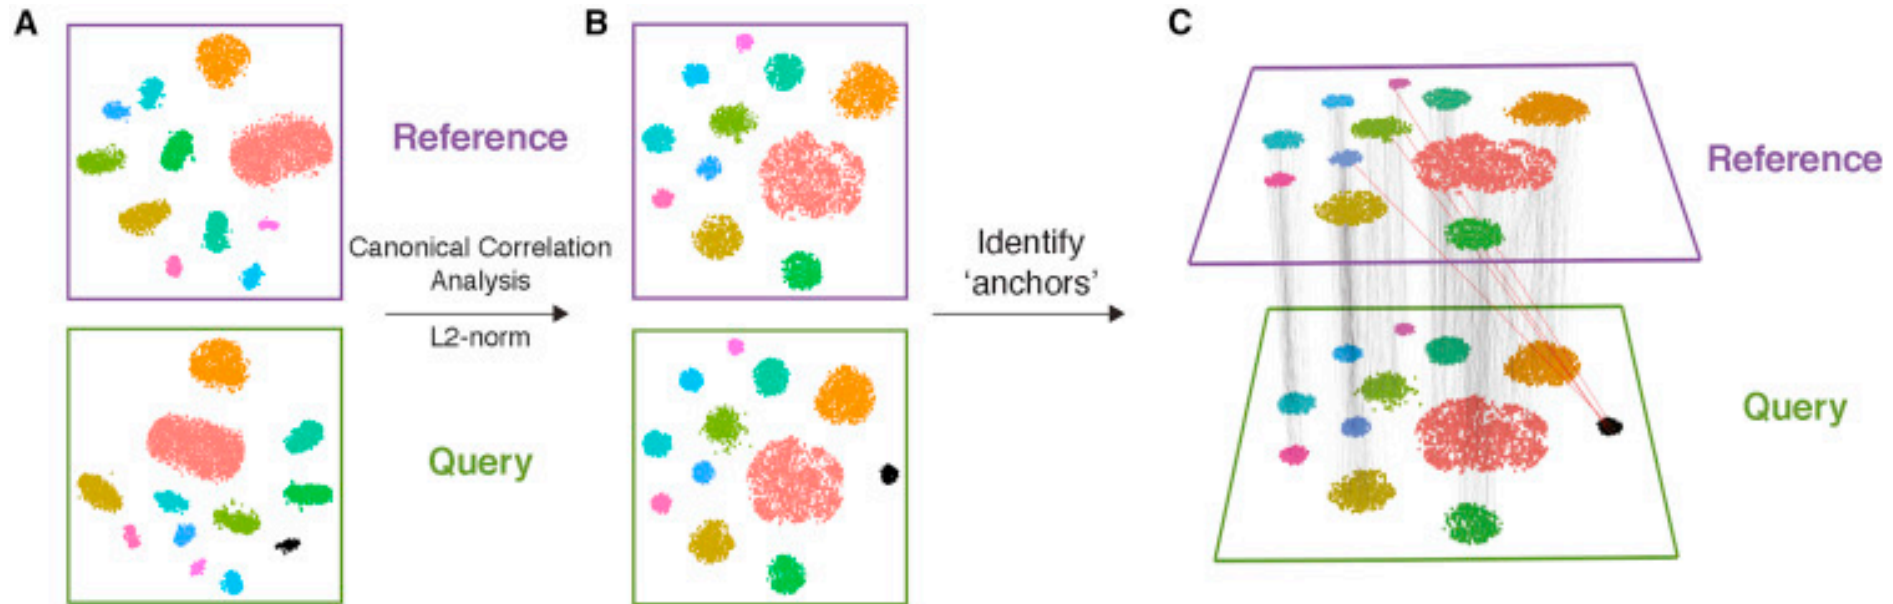 A
B
C
Reference
Canonical Correlation
Analysis
L2-norm
Query
Identify
‘anchors’
Reference
Query